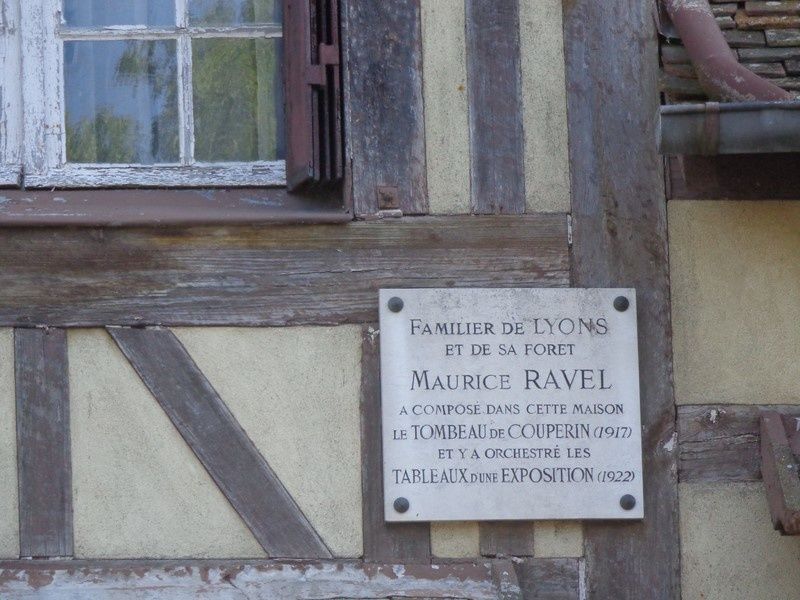 FAMILIER DE LYONS
ET DE SA FORET
MAURICE RAVEL
A COMPOSÉ DANS CETTE MAISON
LE TOMBEAU DE COUPERIN (1917)
ET Y A ORCHESTRÉ LES
TABLEAUX D'UNE EXPOSITION (1922)